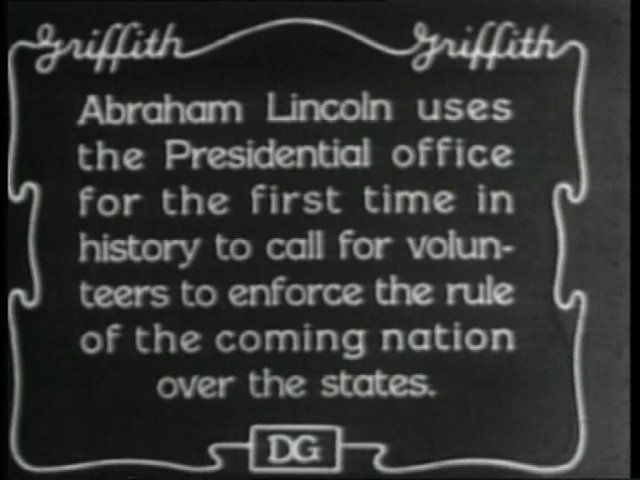 Griffith Griffith
Abraham Lincoln uses
the Presidential office
for the first time in
history to call for volun-
teers to enforce the rule
of the coming nation
over the states.
DG